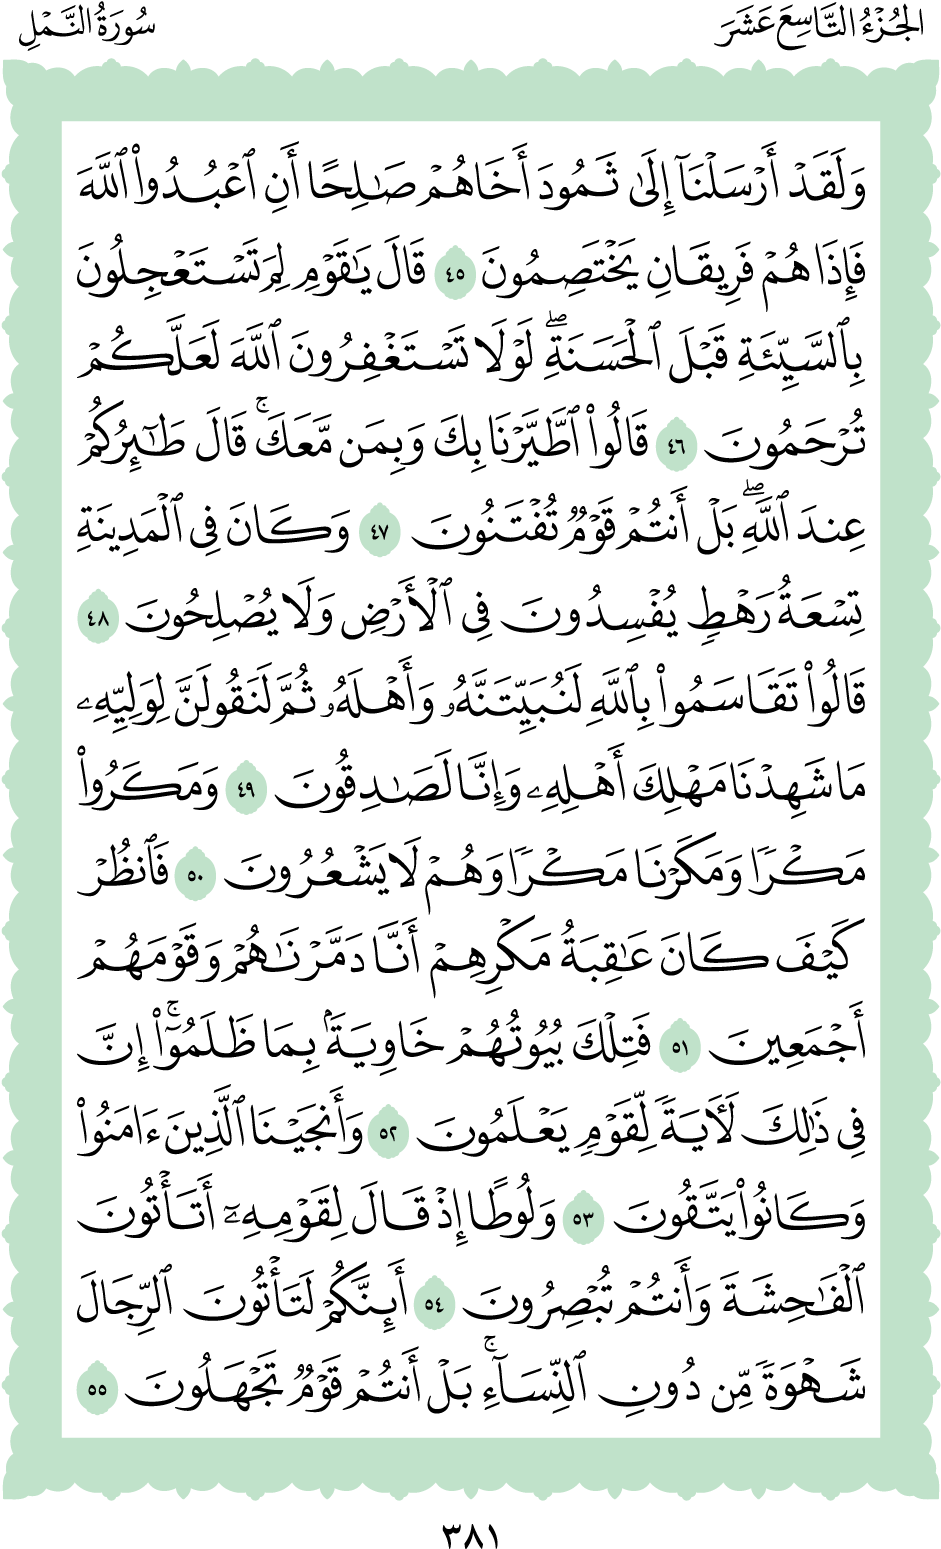 الجُزْءُ التَّاسِعَ عَشَرَ
سُورَةُ النَّمْلِ
وَلَقَدْ أَرْسَلْنَآ إِلَىٰ ثَمُودَ أَخَاهُمْ صَٰلِحًا أَنِ ٱعْبُدُوا۟ ٱللَّهَ
فَإِذَا هُمْ فَرِيقَانِ يَخْتَصِمُونَ ٤٥ قَالَ يَٰقَوْمِ لِمَ تَسْتَعْجِلُونَ
بِٱلسَّيِّئَةِ قَبْلَ ٱلْحَسَنَةِۖ لَوْلَا تَسْتَغْفِرُونَ ٱللَّهَ لَعَلَّكُمْ
تُرْحَمُونَ ٤٦ قَالُوا۟ ٱطَّيَّرْنَا بِكَ وَبِمَن مَّعَكَۚ قَالَ طَٰٓئِرُكُمْ
عِندَ ٱللَّهِۖ بَلْ أَنتُمْ قَوْمٌ تُفْتَنُونَ ٤٧ وَكَانَ فِى ٱلْمَدِينَةِ
تِسْعَةُ رَهْطٍ يُفْسِدُونَ فِى ٱلْأَرْضِ وَلَا يُصْلِحُونَ ٤٨
قَالُوا۟ تَقَاسَمُوا۟ بِٱللَّهِ لَنُبَيِّتَنَّهُۥ وَأَهْلَهُۥ ثُمَّ لَنَقُولَنَّ لِوَلِيِّهِۦ
مَا شَهِدْنَا مَهْلِكَ أَهْلِهِۦ وَإِنَّا لَصَٰدِقُونَ ٤٩ وَمَكَرُوا۟
مَكْرًا وَمَكَرْنَا مَكْرًا وَهُمْ لَا يَشْعُرُونَ ٥٠ فَٱنظُرْ
كَيْفَ كَانَ عَٰقِبَةُ مَكْرِهِمْ أَنَّا دَمَّرْنَٰهُمْ وَقَوْمَهُمْ
أَجْمَعِينَ ٥١ فَتِلْكَ بُيُوتُهُمْ خَاوِيَةًۢ بِمَا ظَلَمُوٓا۟ۚ إِنَّ
فِى ذَٰلِكَ لَـَٔايَةً لِّقَوْمٍ يَعْلَمُونَ ٥٢ وَأَنجَيْنَا ٱلَّذِينَ ءَامَنُوا۟
وَكَانُوا۟ يَتَّقُونَ ٥٣ وَلُوطًا إِذْ قَالَ لِقَوْمِهِۦٓ أَتَأْتُونَ
ٱلْفَٰحِشَةَ وَأَنتُمْ تُبْصِرُونَ ٥٤ أَئِنَّكُمْ لَتَأْتُونَ ٱلرِّجَالَ
شَهْوَةً مِّن دُونِ ٱلنِّسَآءِۚ بَلْ أَنتُمْ قَوْمٌ تَجْهَلُونَ ٥٥
٣٨١